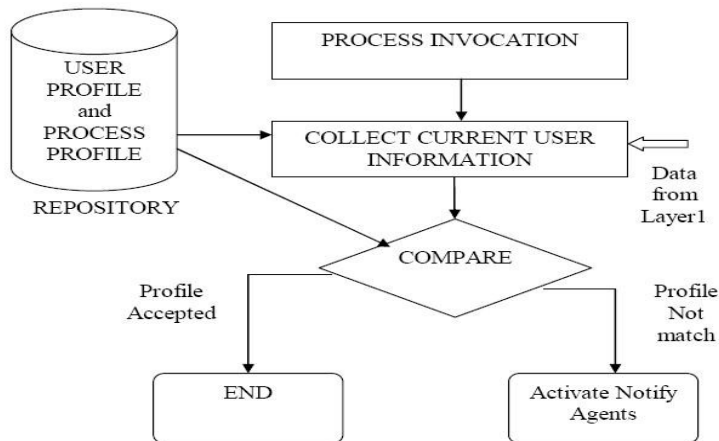 USER
PROFILE
and
PROCESS
PROFILE
REPOSITORY
PROCESS INVOCATION
COLLECT CURRENT USER
INFORMATION
Data
from
Layer1
COMPARE
Profile
Accepted
Profile
Not
match
END
Activate Notify
Agents